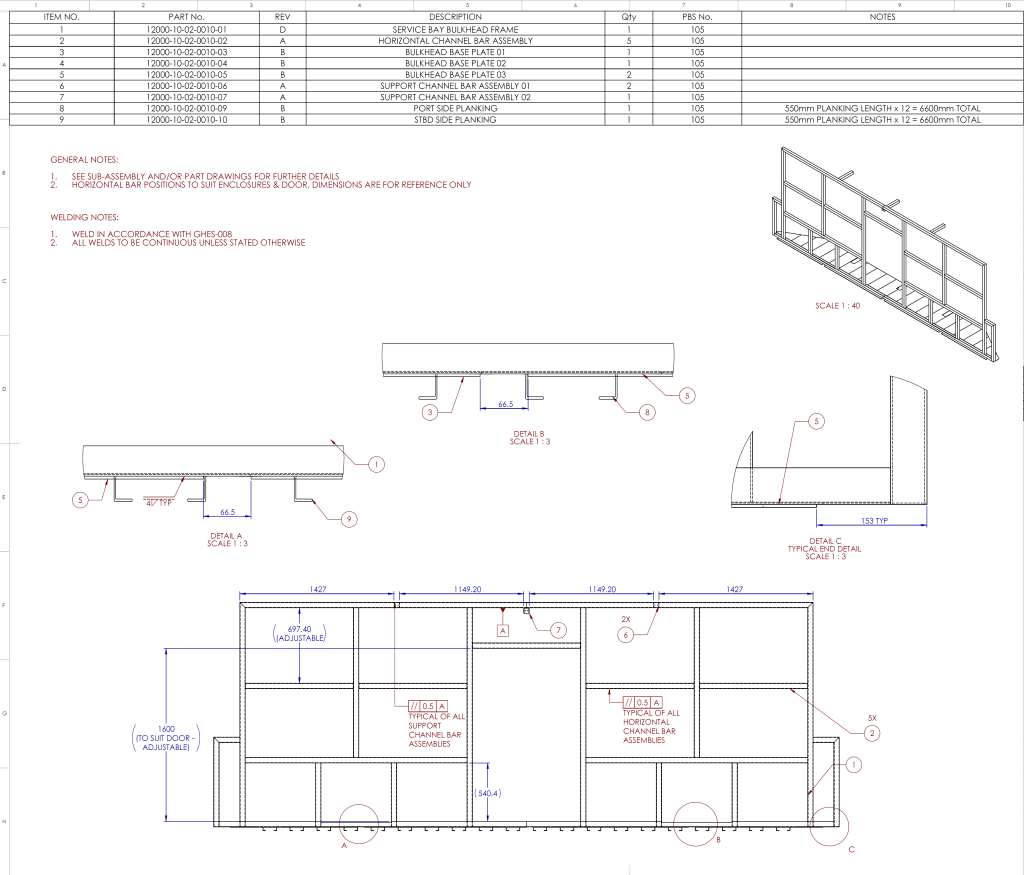 1 2 3 4 5 6 7 8 9 10
ITEM NO. PART No. REV DESCRIPTION Qty PBS No. NOTES
1 12000-10-02-0010-01 D SERVICE BAY BULKHEAD FRAME 1 105
2 12000-10-02-0010-02 A HORIZONTAL CHANNEL BAR ASSEMBLY 5 105
3 12000-10-02-0010-03 B BULKHEAD BASE PLATE 01 1 105
4 12000-10-02-0010-04 B BULKHEAD BASE PLATE 02 1 105
5 12000-10-02-0010-05 B BULKHEAD BASE PLATE 03 2 105
6 12000-10-02-0010-06 A SUPPORT CHANNEL BAR ASSEMBLY 01 2 105
7 12000-10-02-0010-07 A SUPPORT CHANNEL BAR ASSEMBLY 02 1 105
8 12000-10-02-0010-09 B PORT SIDE PLANKING 1 105 550mm PLANKING LENGTH x 12 = 6600mm TOTAL
9 12000-10-02-0010-10 B STBD SIDE PLANKING 1 105 550mm PLANKING LENGTH x 12 = 6600mm TOTAL
A
B
C
D
E
F
G
H
GENERAL NOTES:
1. SEE SUB-ASSEMBLY AND/OR PART DRAWINGS FOR FURTHER DETAILS
2. HORIZONTAL BAR POSITIONS TO SUIT ENCLOSURES & DOOR, DIMENSIONS ARE FOR REFERENCE ONLY
WELDING NOTES:
1. WELD IN ACCORDANCE WITH GHES-008
2. ALL WELDS TO BE CONTINUOUS UNLESS STATED OTHERWISE
SCALE 1 : 40
3
66.5
8
5
DETAIL B
SCALE 1 : 3
1
5
4 TYP
66.5
9
DETAIL A
SCALE 1 : 3
5
153 TYP
DETAIL C
TYPICAL END DETAIL
SCALE 1 : 3
1427 1149.20 1149.20 1427
697.40
(ADJUSTABLE)
A
7
2X
6
// 0.5 A
TYPICAL OF ALL
SUPPORT
CHANNEL BAR
ASSEMBLIES
// 0.5 A
TYPICAL OF ALL
HORIZONTAL
CHANNEL BAR
ASSEMBLIES
5X
2
1600
(TO SUIT DOOR -
ADJUSTABLE)
1
(540.4)
A
B
C